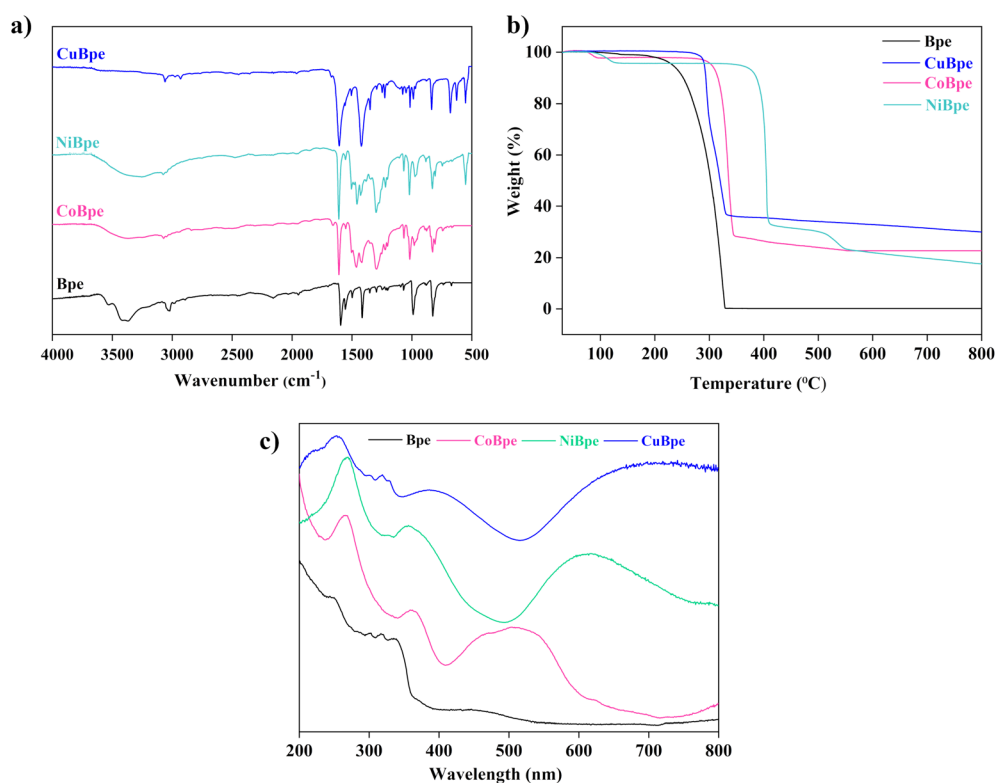 a)
CuBpe
NiBpe
CoBpe
Bpe
4000 3500 3000 2500 2000 1500 1000 500
Wavenumber (cm⁻¹)
b)
Bpe
CuBpe
CoBpe
NiBpe
100
80
60
40
20
0
Weight (%)
100 200 300 400 500 600 700 800
Temperature (⁰C)
c)
Bpe CoBpe NiBpe CuBpe
200 300 400 500 600 700 800
Wavelength (nm)